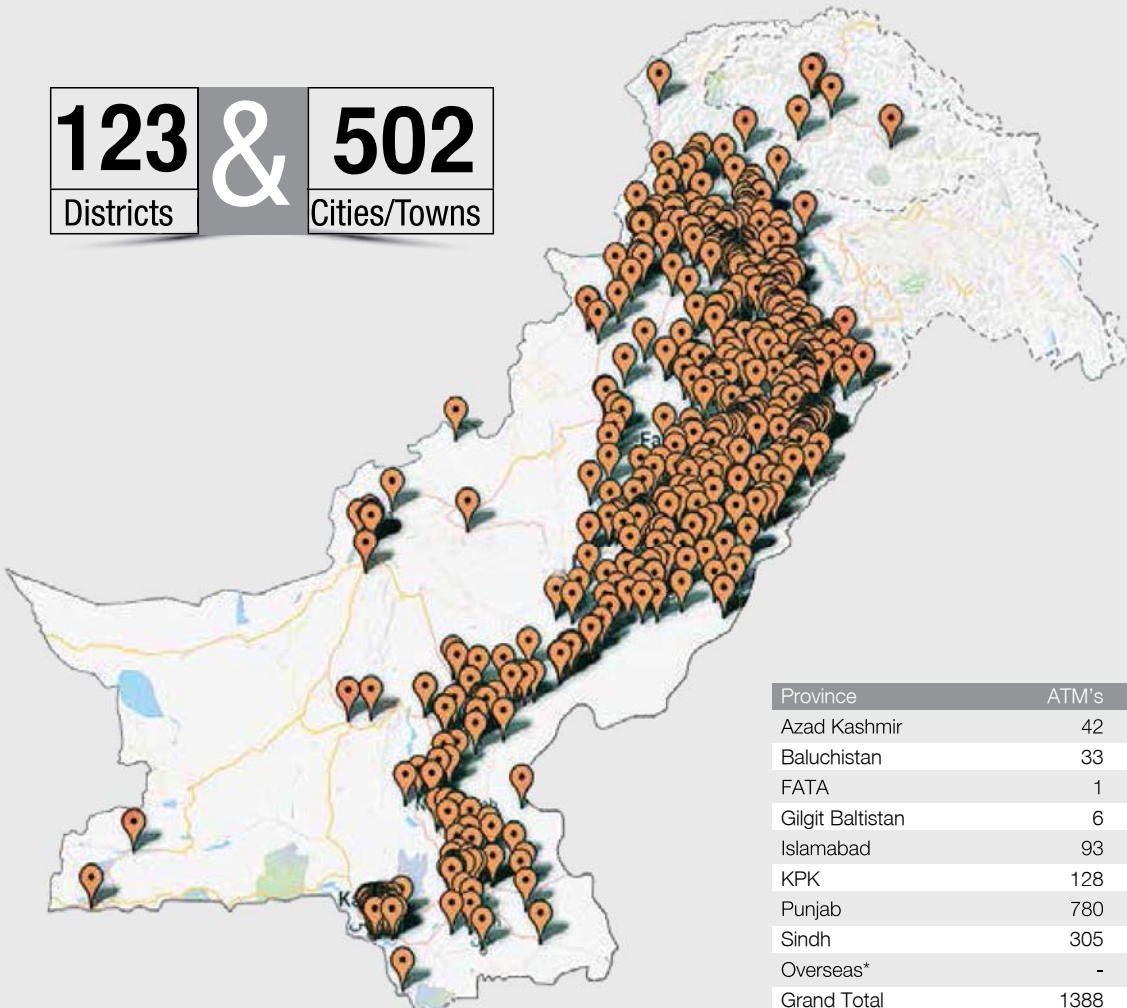 123 & 502
Districts Cities/Towns
Province ATM's
Azad Kashmir 42
Baluchistan 33
FATA 1
Gilgit Baltistan 6
Islamabad 93
KPK 128
Punjab 780
Sindh 305
Overseas* -
Grand Total 1388